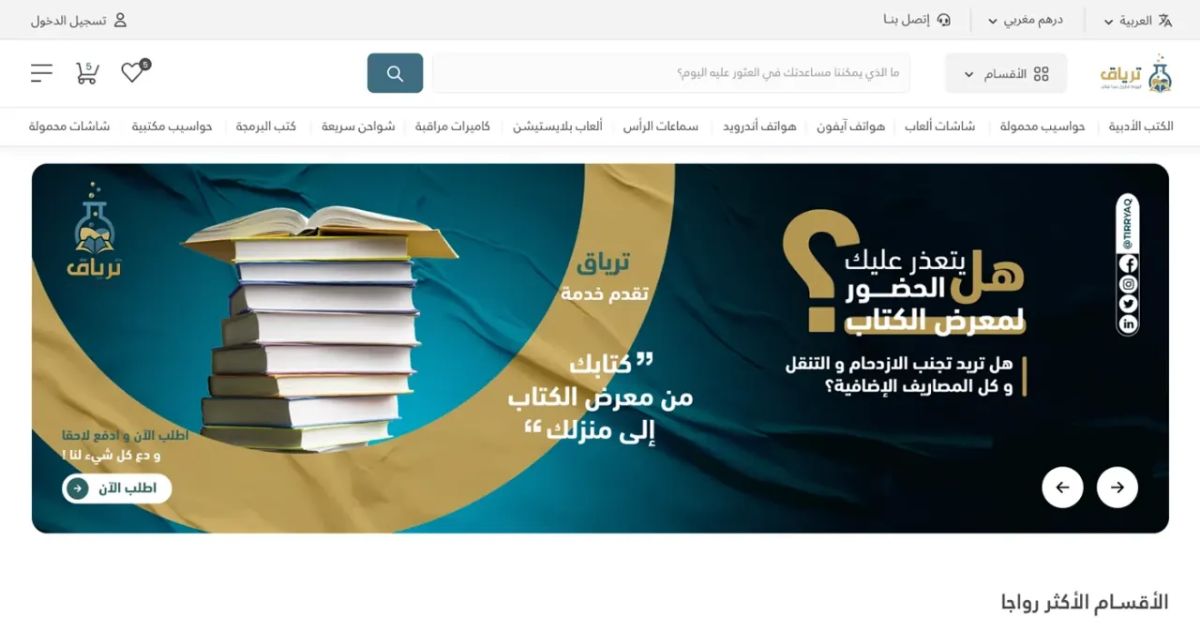 العربية
درهم مغربي
إتصل بنا
تسجيل الدخول
ترياق
الأقسام
ما الذي يمكننا مساعدتك في العثور عليه اليوم؟
5
5
الكتب الأدبية
حواسيب محمولة
شاشات ألعاب
هواتف آيفون
هواتف أندرويد
سماعات الرأس
ألعاب بلايستيشن
كاميرات مراقبة
شواحن سريعة
كتب البرمجة
حواسيب مكتبية
شاشات محمولة
@TIRRYAQ
هل يتعذر عليك
الحضور
لمعرض الكتاب
؟
هل تريد تجنب الازدحام و التنقل
و كل المصاريف الإضافية؟
ترياق
تقدم خدمة
”كتابك
من معرض الكتاب
إلى منزلك“
ترياق
اطلب الآن و ادفع لاحقا
و دع كل شيء لنا !
اطلب الآن
الأقسام الأكثر رواجا